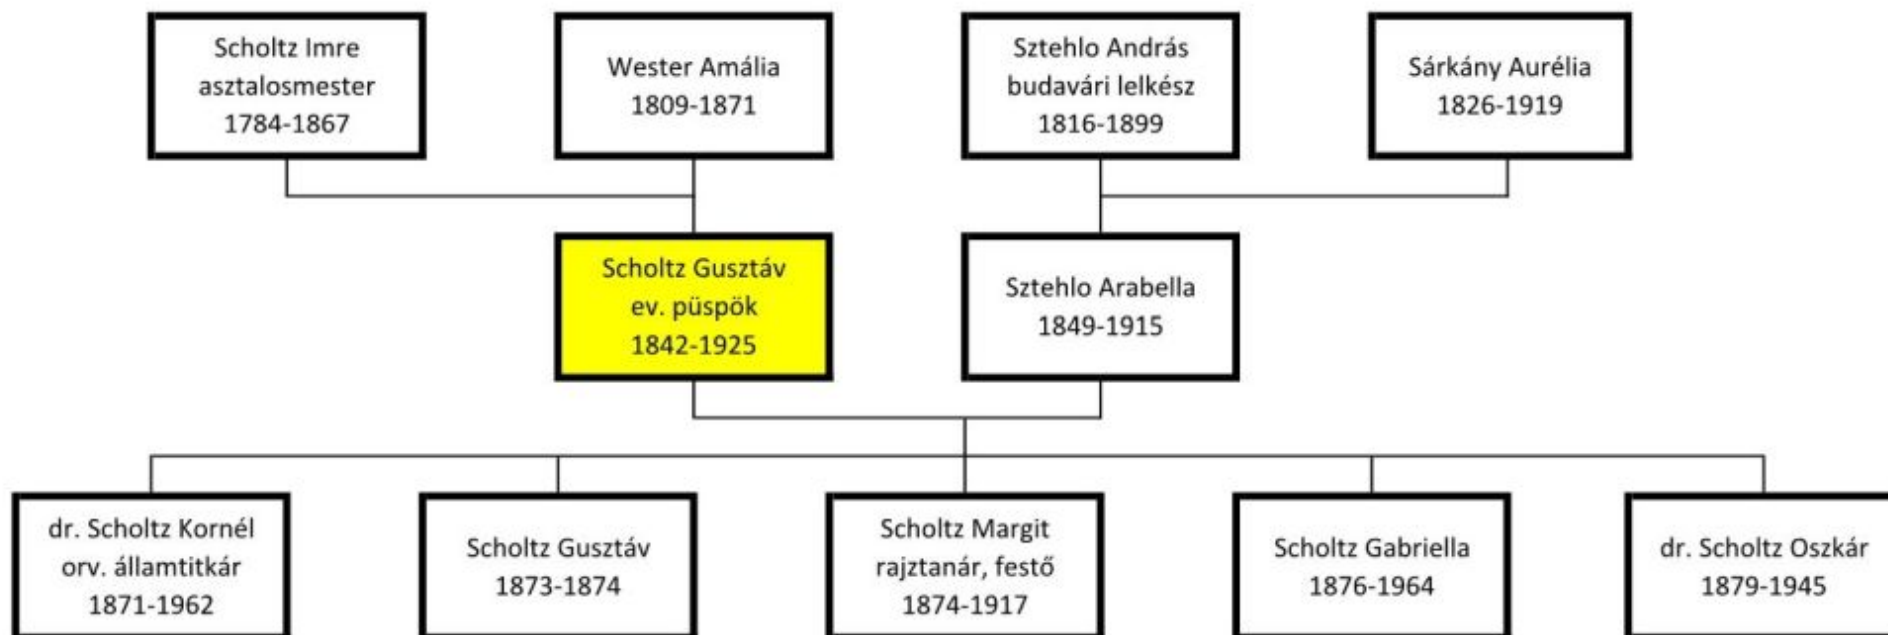 Scholtz Imre
asztalosmester
1784-1867
Wester Amália
1809-1871
Sztehlo András
budavári lelkész
1816-1899
Sárkány Aurélia
1826-1919
Scholtz Gusztáv
ev. püspök
1842-1925
Sztehlo Arabella
1849-1915
dr. Scholtz Kornél
orv. államtitkár
1871-1962
Scholtz Gusztáv
1873-1874
Scholtz Margit
rajztanár, festő
1874-1917
Scholtz Gabriella
1876-1964
dr. Scholtz Oszkár
1879-1945